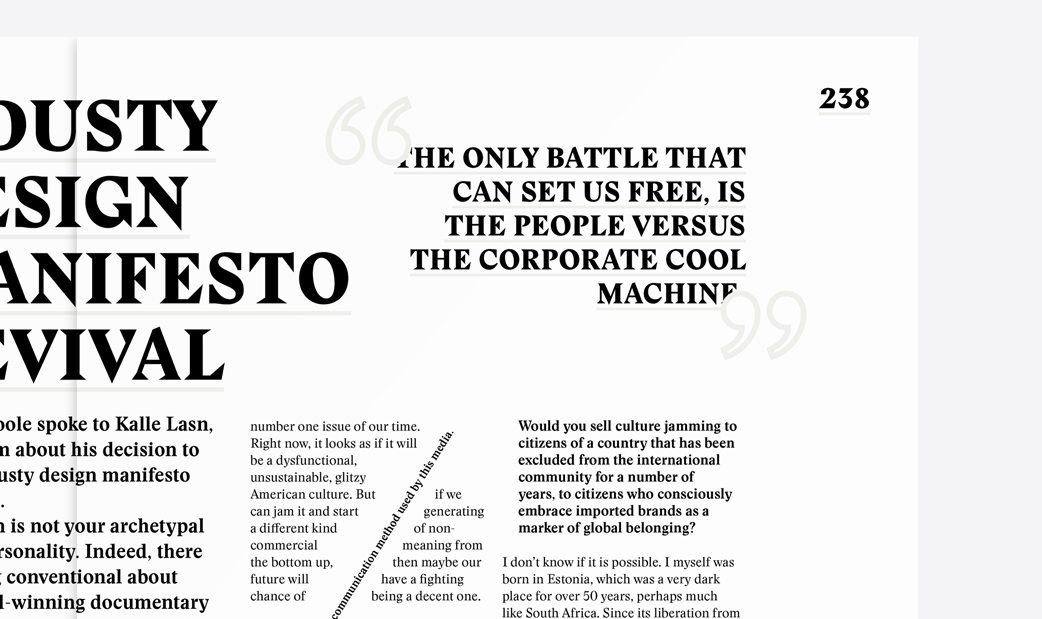 DUSTY
ESIGN
ANIFESTO
EVIVAL
238
THE ONLY BATTLE THAT
CAN SET US FREE, IS
THE PEOPLE VERSUS
THE CORPORATE COOL
MACHINE
oole spoke to Kalle Lasn,
m about his decision to
usty design manifesto
.
n is not your archetypal
rsonality. Indeed, there
g conventional about
l-winning documentary
number one issue of our time.
Right now, it looks as if it will
be a dysfunctional,
unsustainable, glitzy
American culture. But if we
can jam it and start generating
a different kind of non-
commercial meaning from
the bottom up, then maybe our
future will have a fighting
chance of being a decent one.
communication method used by this media.
Would you sell culture jamming to
citizens of a country that has been
excluded from the international
community for a number of
years, to citizens who consciously
embrace imported brands as a
marker of global belonging?
I don't know if it is possible. I myself was
born in Estonia, which was a very dark
place for over 50 years, perhaps much
like South Africa. Since its liberation from